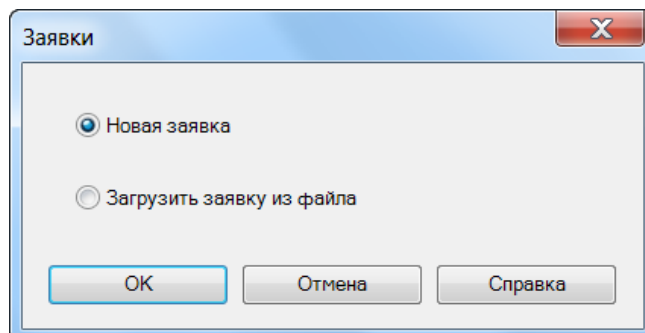 Заявки
Новая заявка
Загрузить заявку из файла
OK Отмена Справка